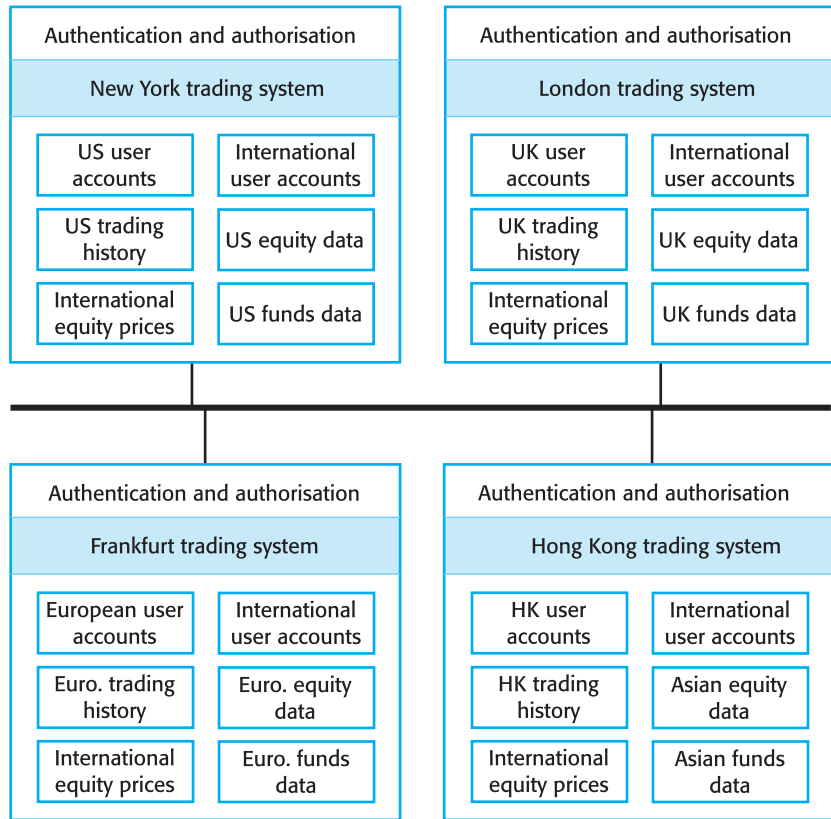 Authentication and authorisation
New York trading system
US user
accounts
International
user accounts
US trading
history
US equity data
International
equity prices
US funds data
Authentication and authorisation
London trading system
UK user
accounts
International
user accounts
UK trading
history
UK equity data
International
equity prices
UK funds data
Authentication and authorisation
Frankfurt trading system
European user
accounts
International
user accounts
Euro. trading
history
Euro. equity
data
International
equity prices
Euro. funds
data
Authentication and authorisation
Hong Kong trading system
HK user
accounts
International
user accounts
HK trading
history
Asian equity
data
International
equity prices
Asian funds
data